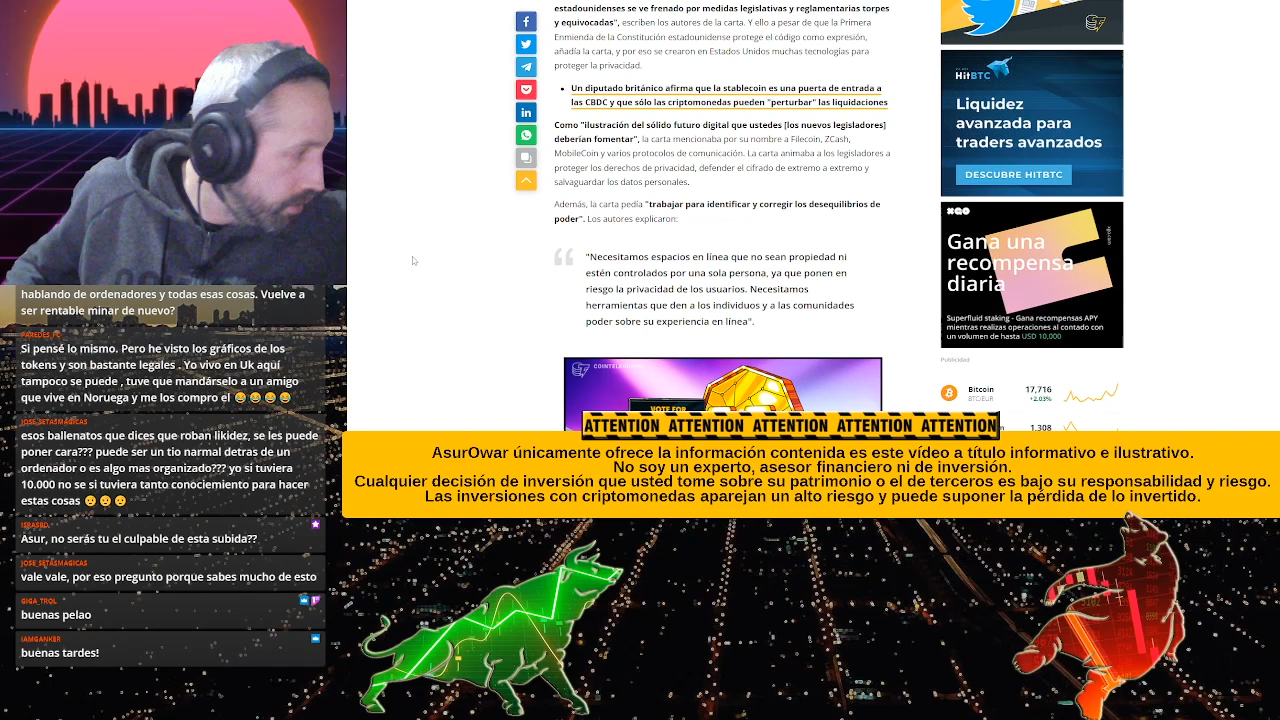 hablando de ordenadores y todas esas cosas. Vuelve a
ser rentable minar de nuevo?
PAREDES_FC
Si pensé lo mismo. Pero he visto los gráficos de los
tokens y son bastante legales . Yo vivo en Uk aquí
tampoco se puede , tuve que mandárselo a un amigo
que vive en Noruega y me los compro el
JOSE_SETASMAGICAS
esos ballenatos que dices que roban likidez, se les puede
poner cara??? puede ser un tio narmal detras de un
ordenador o es algo mas organizado??? yo si tuviera
10.000 no se si tuviera tanto conociemiento para hacer
estas cosas
ISRASRD
Asur, no serás tu el culpable de esta subida??
JOSE_SETASMAGICAS
vale vale, por eso pregunto porque sabes mucho de esto
GIGA_TROL
buenas pelao
IAMGANKER
buenas tardes!
estadounidenses se ve frenado por medidas legislativas y reglamentarias torpes
y equivocadas", escriben los autores de la carta. Y ello a pesar de que la Primera
Enmienda de la Constitución estadounidense protege el código como expresión,
añadía la carta, y por eso se crearon en Estados Unidos muchas tecnologías para
proteger la privacidad.
• Un diputado británico afirma que la stablecoin es una puerta de entrada a
las CBDC y que sólo las criptomonedas pueden "perturbar" las liquidaciones
Como "ilustración del sólido futuro digital que ustedes [los nuevos legisladores]
deberían fomentar", la carta mencionaba por su nombre a Filecoin, ZCash,
MobileCoin y varios protocolos de comunicación. La carta animaba a los legisladores a
proteger los derechos de privacidad, defender el cifrado de extremo a extremo y
salvaguardar los datos personales.
Además, la carta pedía "trabajar para identificar y corregir los desequilibrios de
poder". Los autores explicaron:
"Necesitamos espacios en línea que no sean propiedad ni
estén controlados por una sola persona, ya que ponen en
riesgo la privacidad de los usuarios. Necesitamos
herramientas que den a los individuos y a las comunidades
poder sobre su experiencia en línea".
VOTE FOR
HitBTC
Liquidez
avanzada para
traders avanzados
DESCUBRE HITBTC
Gana una
recompensa
diaria
Superfluid staking - Gana recompensas APY
mientras realizas operaciones al contado con
un volumen de hasta USD 10,000
Publicidad
Bitcoin 17,716
BTC:EUR +2.03%
1,308
ATTENTION ATTENTION ATTENTION ATTENTION ATTENTION
AsurOwar únicamente ofrece la información contenida es este vídeo a título informativo e ilustrativo.
No soy un experto, asesor financiero ni de inversión.
Cualquier decisión de inversión que usted tome sobre su patrimonio o el de terceros es bajo su responsabilidad y riesgo.
Las inversiones con criptomonedas aparejan un alto riesgo y puede suponer la pérdida de lo invertido.